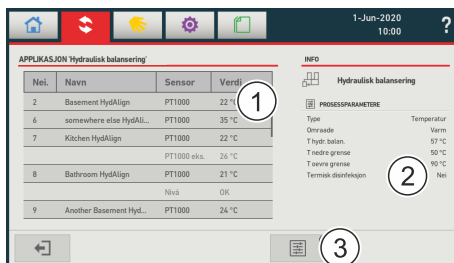 1-Jun-2020
10:00
?
APPLIKASJON 'Hydraulisk balansering'
Nei. Navn Sensor Verdi
2 Basement HydAlign PT1000 22 °C
6 somewhere else HydAli... PT1000 35 °C
7 Kitchen HydAlign PT1000 22 °C
PT1000 eks. 26 °C
8 Bathroom HydAlign PT1000 21 °C
Nivå OK
9 Another Basement Hyd... PT1000 24 °C
1
INFO
Hydraulisk balansering
PROSESSPARAMETERE
Type Temperatur
Omraade Varm
T hydr. balan. 57 °C
T nedre grense 50 °C
T oevre grense 90 °C
Termisk disinfeksjon Nei
2
3